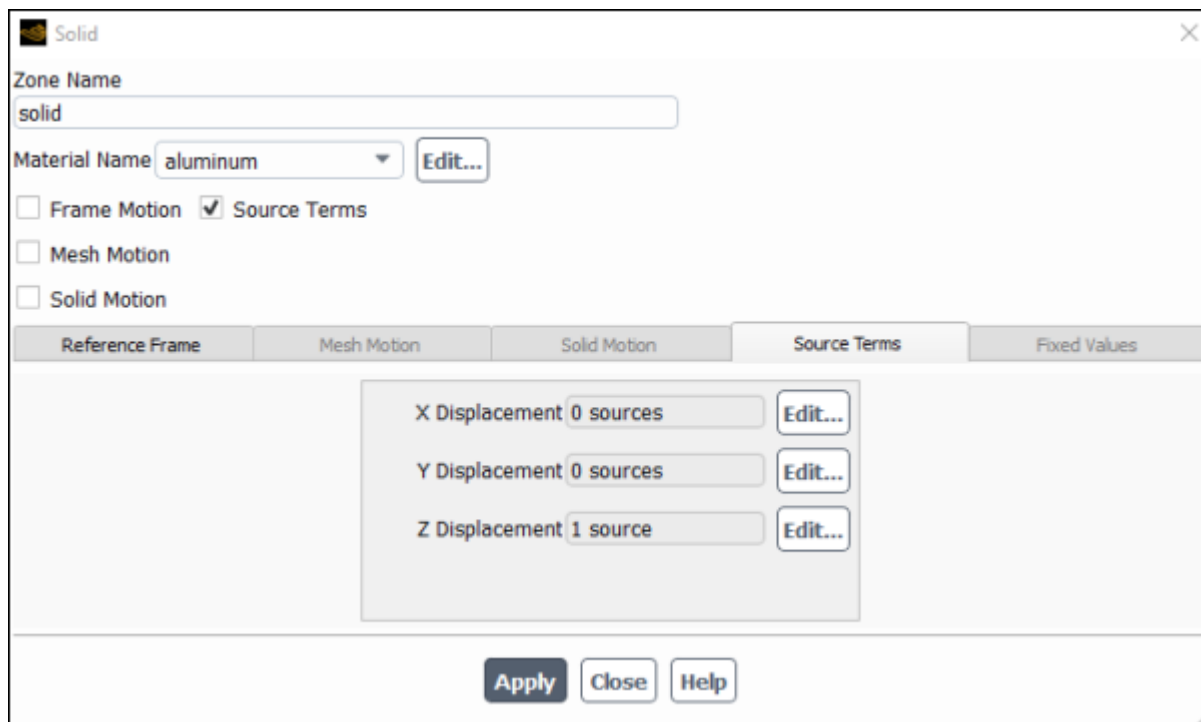 Solid
Zone Name
solid
Material Name aluminum Edit...
Frame Motion Source Terms
Mesh Motion
Solid Motion
Reference Frame Mesh Motion Solid Motion Source Terms Fixed Values
X Displacement 0 sources Edit...
Y Displacement 0 sources Edit...
Z Displacement 1 source Edit...
Apply Close Help